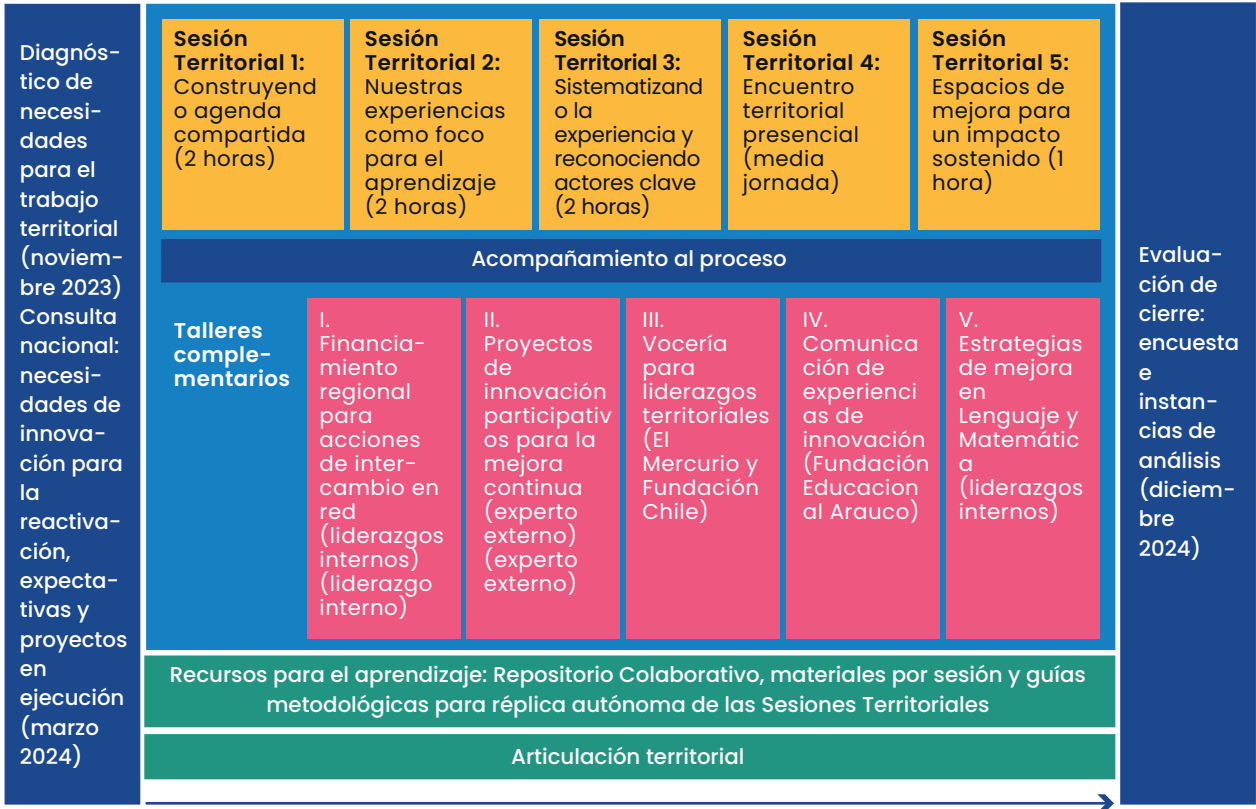 Diagnós-
tico de
necesi-
dades
para el
trabajo
territorial
(noviem-
bre 2023)
Consulta
nacional:
necesi-
dades de
innova-
ción para
la
reactiva-
ción,
expecta-
tivas y
proyectos
en
ejecución
(marzo
2024)
Sesión
Territorial 1:
Construyend
o agenda
compartida
(2 horas)
Sesión
Territorial 2:
Nuestras
experiencias
como foco
para el
aprendizaje
(2 horas)
Sesión
Territorial 3:
Sistematizand
o la
experiencia y
reconociendo
actores clave
(2 horas)
Sesión
Territorial 4:
Encuentro
territorial
presencial
(media
jornada)
Sesión
Territorial 5:
Espacios de
mejora para
un impacto
sostenido (1
hora)
Acompañamiento al proceso
Talleres
comple-
mentarios
I.
Financia-
miento
regional
para
acciones
de inter-
cambio en
red
(liderazgos
internos)
(liderazgo
interno)
II.
Proyectos
de
innovación
participativ
os para la
mejora
continua
(experto
externo)
(experto
externo)
III.
Vocería
para
liderazgos
territoriales
(El
Mercurio y
Fundación
Chile)
IV.
Comunica
ción de
experienci
as de
innovación
(Fundación
Educacion
al Arauco)
V.
Estrategias
de mejora
en
Lenguaje y
Matemátic
a
(liderazgos
internos)
Recursos para el aprendizaje: Repositorio Colaborativo, materiales por sesión y guías
metodológicas para réplica autónoma de las Sesiones Territoriales
Articulación territorial
Evalua-
ción de
cierre:
encuesta
e
instan-
cias de
análisis
(diciem-
bre
2024)